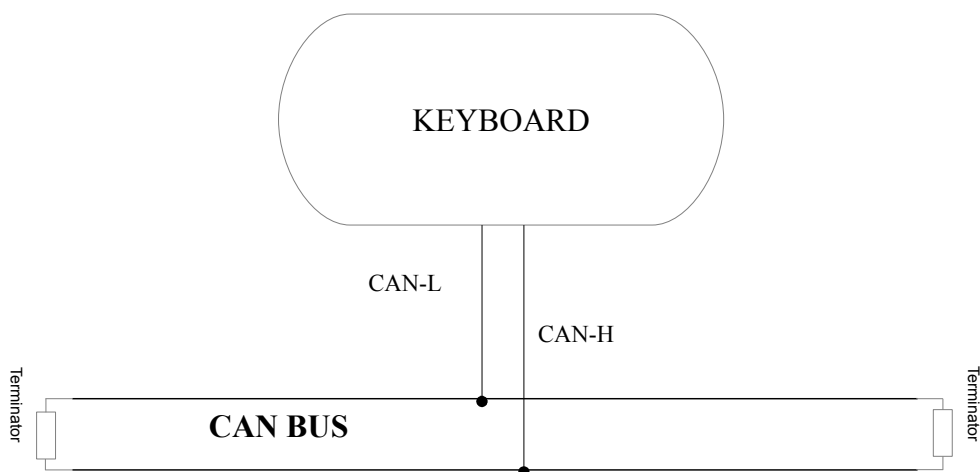 KEYBOARD
CAN-L
CAN-H
Terminator
Terminator
CAN BUS